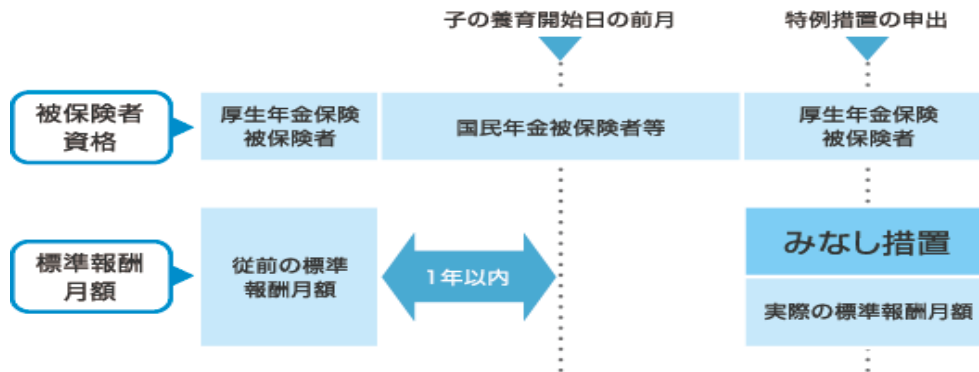 子の養育開始日の前月
特例措置の申出
被保険者
資格
厚生年金保険
被保険者
国民年金被保険者等
厚生年金保険
被保険者
標準報酬
月額
従前の標準
報酬月額
1年以内
みなし措置
実際の標準報酬月額